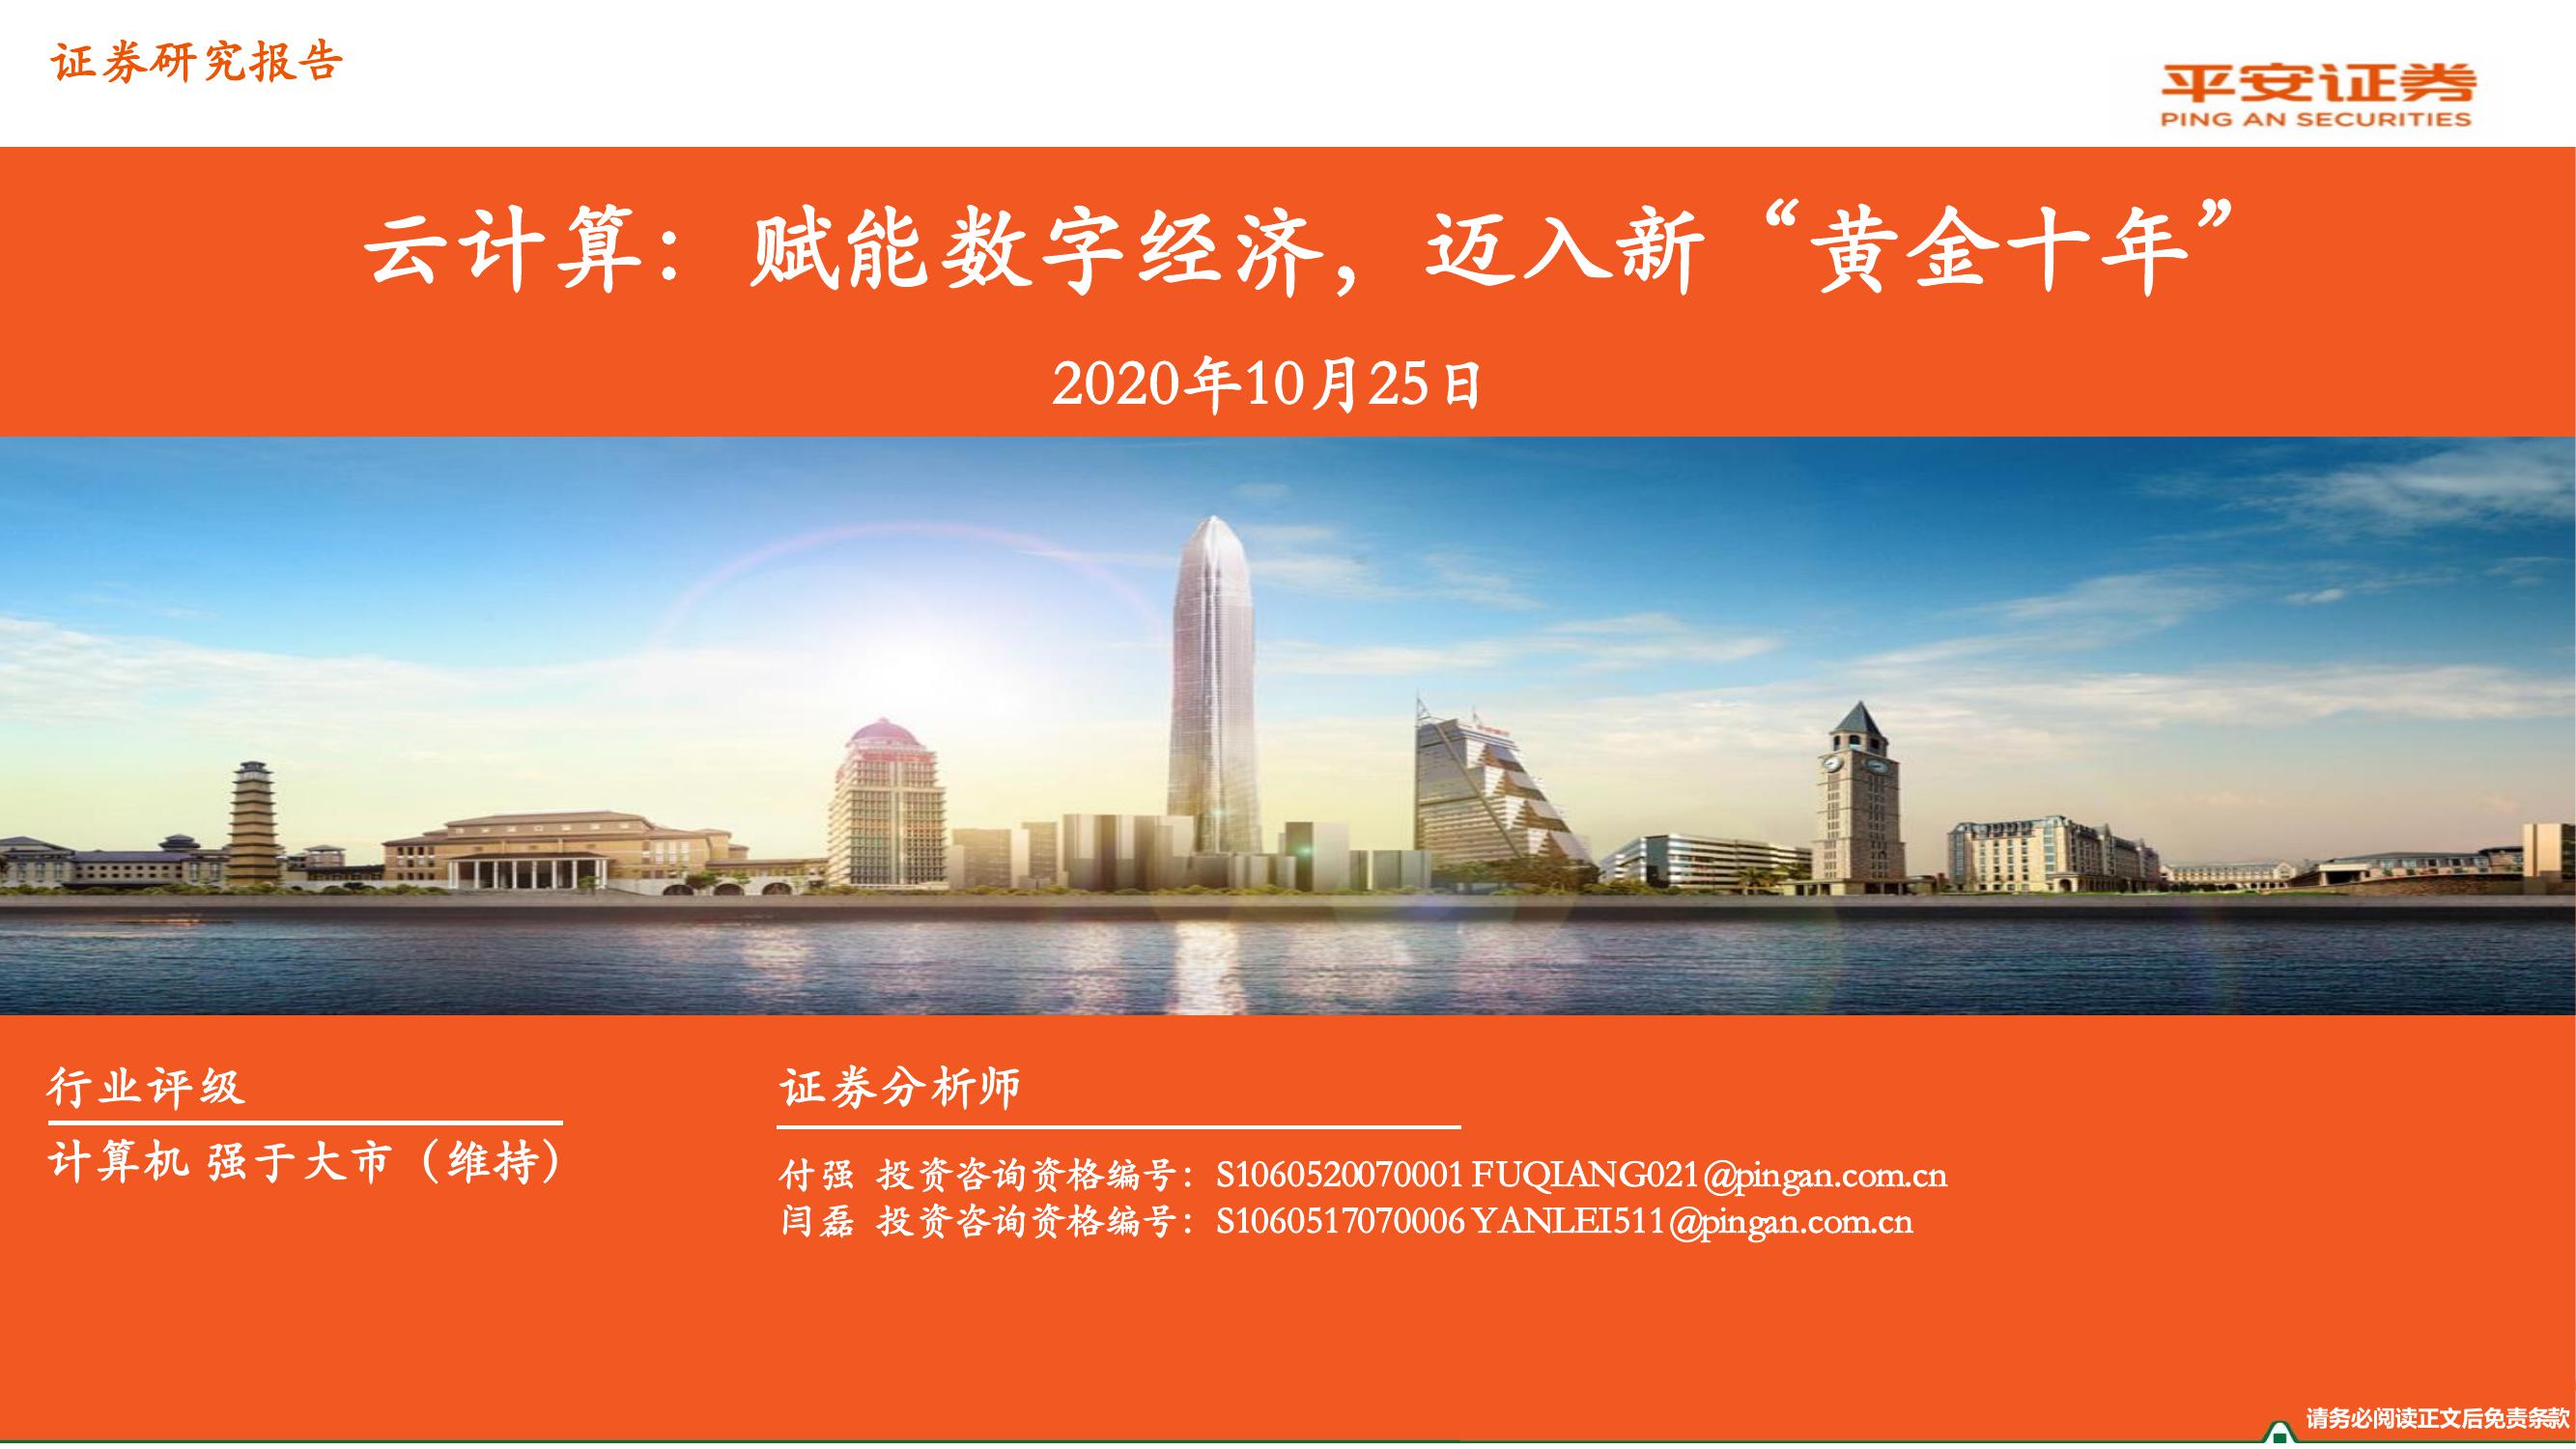 证券研究报告
平安证券
PING AN SECURITIES
云计算：赋能数字经济，迈入新“黄金十年”
2020年10月25日
行业评级
计算机 强于大市（维持）
证券分析师
付强 投资咨询资格编号：S1060520070001 FUQIANG021@pingan.com.cn
闫磊 投资咨询资格编号：S1060517070006 YANLEI511@pingan.com.cn
请务必阅读正文后免责条款